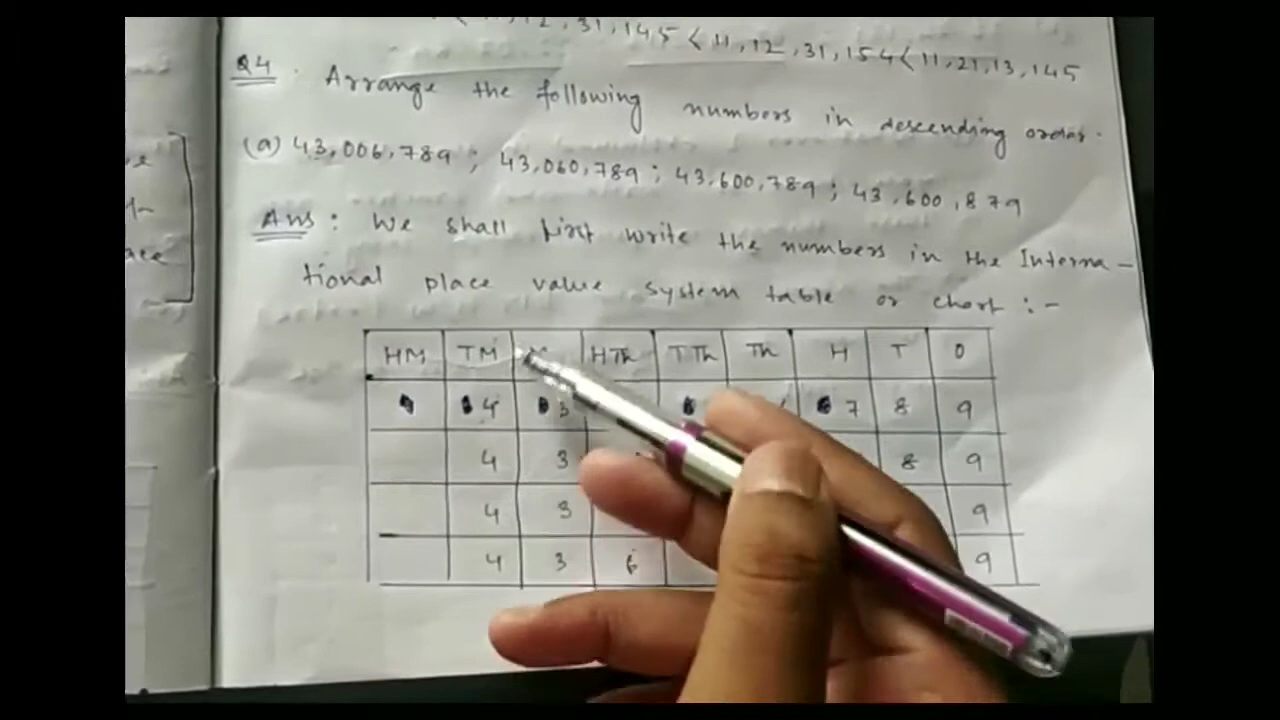 31,145 < 11,12,31,154 < 11,21,13,145
Q4. Arrange the following numbers in descending order.
(a) 43,006,789 ; 43,060,789 ; 43,600,789 ; 43,600,879
Ans: We shall first write the numbers in the Interna-
tional place value system table or chart :-
HM TM M HTh TTh Th H T O
4 3 7 8 9
4 3 8 9
4 3 9
4 3 6 9